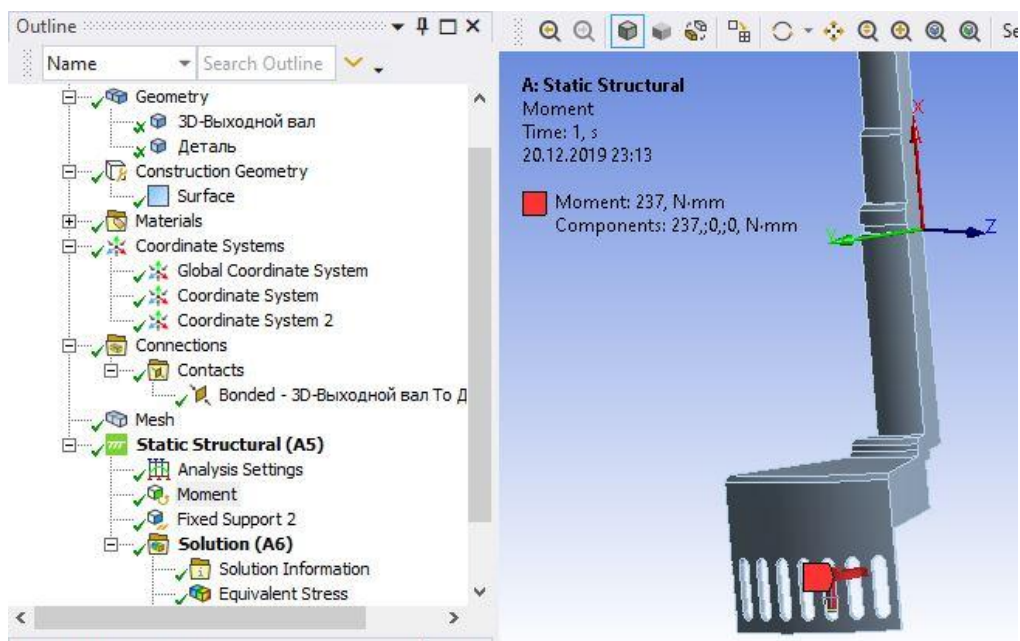 Outline
Name
Search Outline
Geometry
3D-Выходной вал
Деталь
Construction Geometry
Surface
Materials
Coordinate Systems
Global Coordinate System
Coordinate System
Coordinate System 2
Connections
Contacts
Bonded - 3D-Выходной вал To Д
Mesh
Static Structural (A5)
Analysis Settings
Moment
Fixed Support 2
Solution (A6)
Solution Information
Equivalent Stress
Se
A: Static Structural
Moment
Time: 1, s
20.12.2019 23:13
Moment: 237, N·mm
Components: 237,;0,;0, N·mm
X
Y
Z